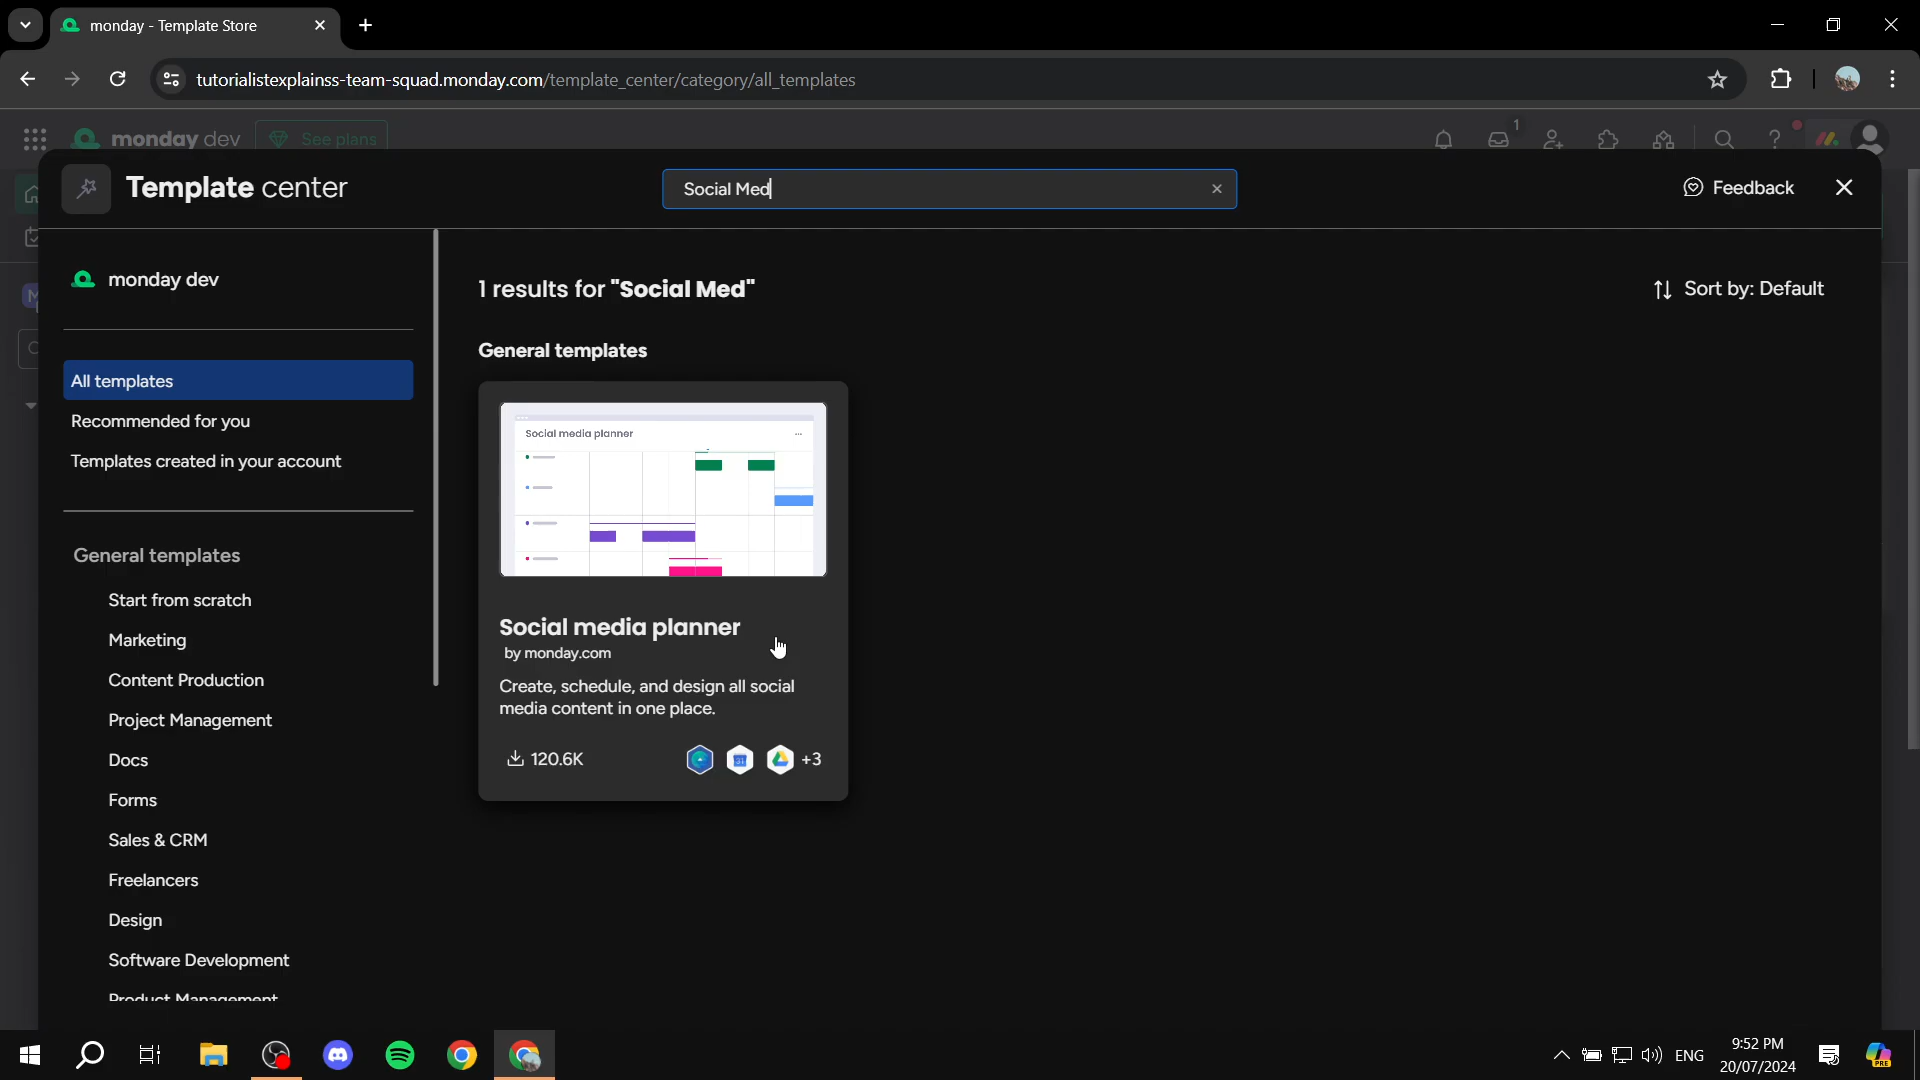 monday - Template Store
tutorialistexplainss-team-squad.monday.com/template_center/category/all_templates
monday dev
See plans
1
Template center
Social Med
Feedback
monday dev
All templates
Recommended for you
Templates created in your account
General templates
Start from scratch
Marketing
Content Production
Project Management
Docs
Forms
Sales & CRM
Freelancers
Design
Software Development
Product Management
1 results for "Social Med"
Sort by: Default
General templates
Social media planner
Social media planner
by monday.com
Create, schedule, and design all social
media content in one place.
120.6K
+3
ENG
9:52 PM
20/07/2024
PRE